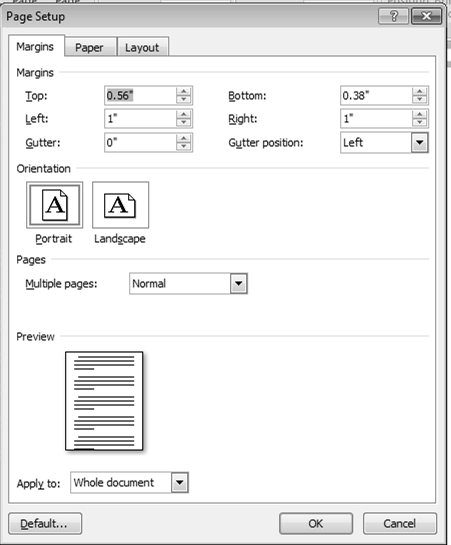 Page Setup
Margins Paper Layout
Margins
Top: 0.56" Bottom: 0.38"
Left: 1" Right: 1"
Gutter: 0" Gutter position: Left
Orientation
A A
Portrait Landscape
Pages
Multiple pages: Normal
Preview
Apply to: Whole document
Default... OK Cancel